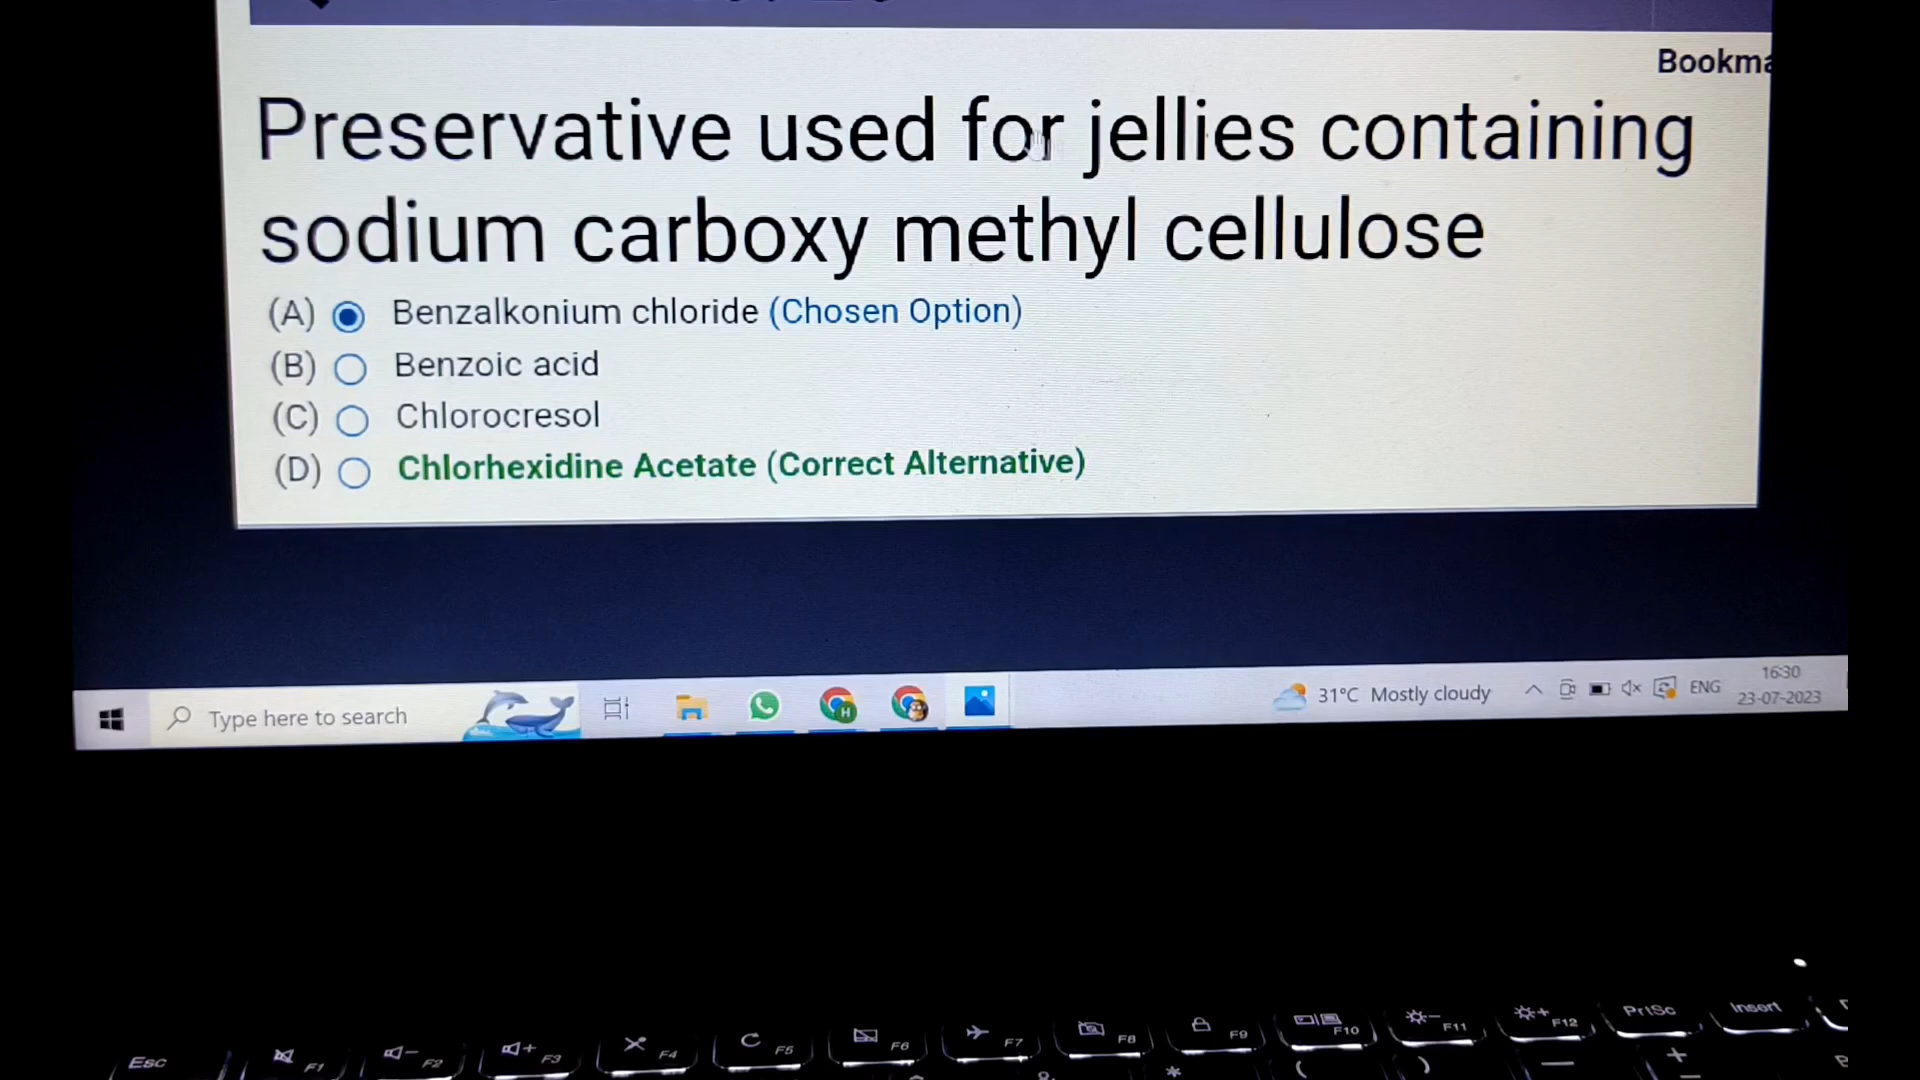 Bookma
Preservative used for jellies containing
sodium carboxy methyl cellulose
(A) Benzalkonium chloride (Chosen Option)
(B) Benzoic acid
(C) Chlorocresol
(D) Chlorhexidine Acetate (Correct Alternative)
Type here to search
H
31°C Mostly cloudy
ENG
16:30
23-07-2023
Esc F1 F2 F3 F4 F5 F6 F7 F8 F9 F10 F11 F12 PrtSc Insert
* ( ) — +